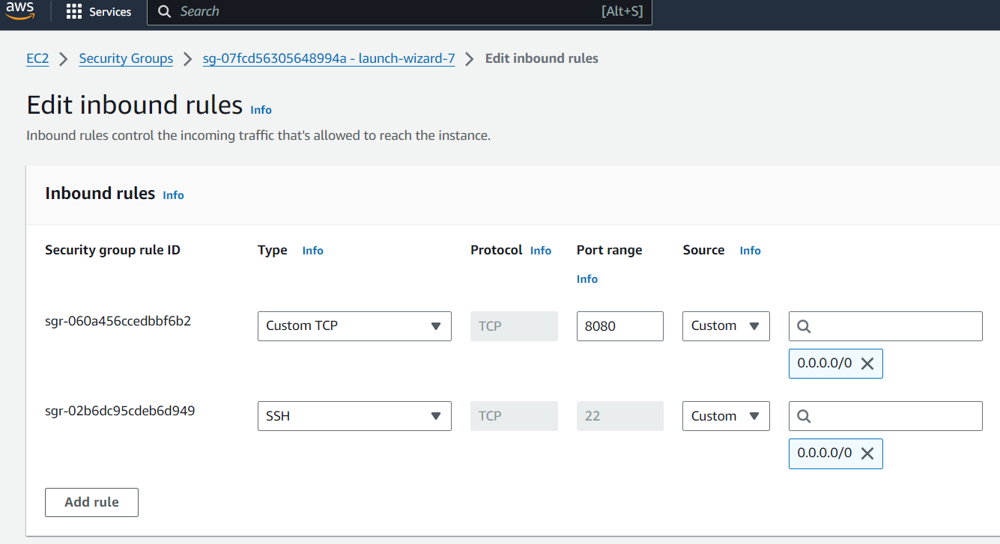 aws Services Search [Alt+S]
EC2 Security Groups sg-07fcd56305648994a - launch-wizard-7 Edit inbound rules
Edit inbound rules Info
Inbound rules control the incoming traffic that's allowed to reach the instance.
Inbound rules Info
Security group rule ID Type Info Protocol Info Port range Source Info
Info
sgr-060a456ccedbbf6b2 Custom TCP TCP 8080 Custom
0.0.0.0/0
sgr-02b6dc95cdeb6d949 SSH TCP 22 Custom
0.0.0.0/0
Add rule